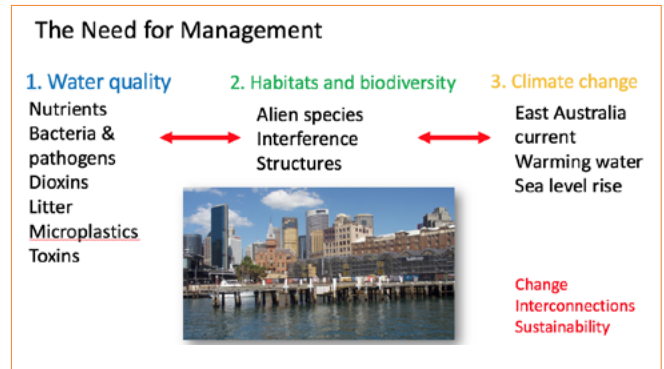 The Need for Management
1. Water quality
Nutrients
Bacteria &
pathogens
Dioxins
Litter
Microplastics
Toxins
2. Habitats and biodiversity
Alien species
Interference
Structures
3. Climate change
East Australia
current
Warming water
Sea level rise
Change
Interconnections
Sustainability